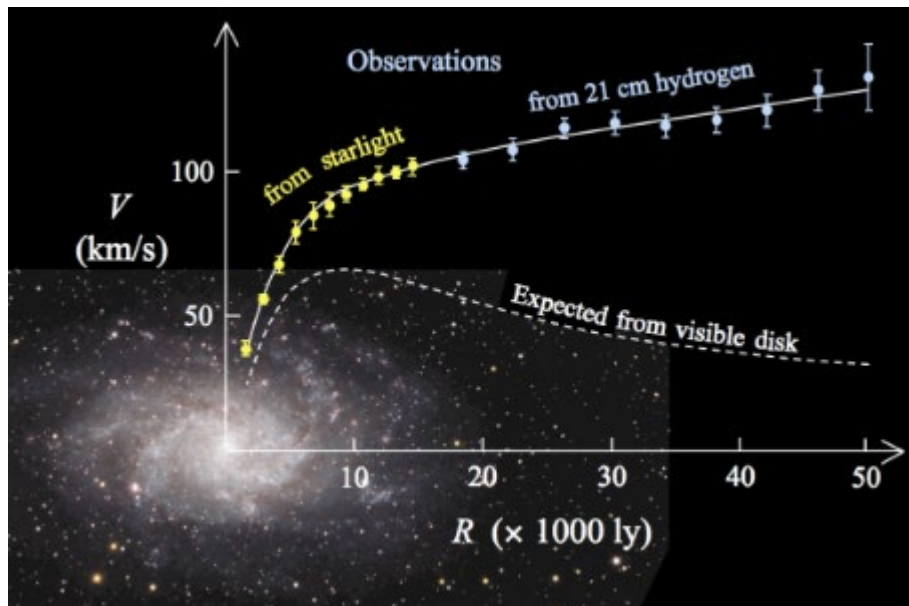 Observations
from 21 cm hydrogen
from starlight
100
V
(km/s)
50
Expected from visible disk
10 20 30 40 50
R (× 1000 ly)